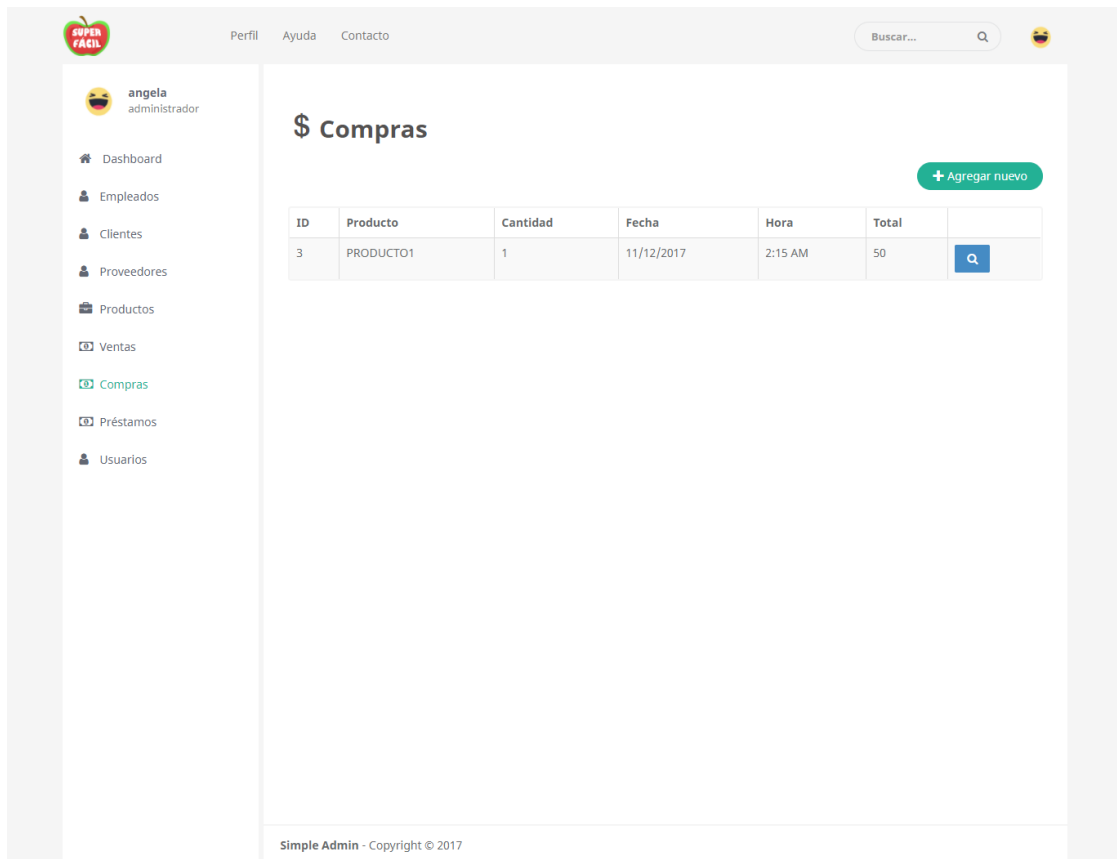 SUPER
FÁCIL
Perfil Ayuda Contacto Buscar...
angela
administrador
Dashboard
Empleados
Clientes
Proveedores
Productos
Ventas
Compras
Préstamos
Usuarios
$ Compras
+ Agregar nuevo
ID Producto Cantidad Fecha Hora Total
3 PRODUCTO1 1 11/12/2017 2:15 AM 50
Simple Admin - Copyright © 2017